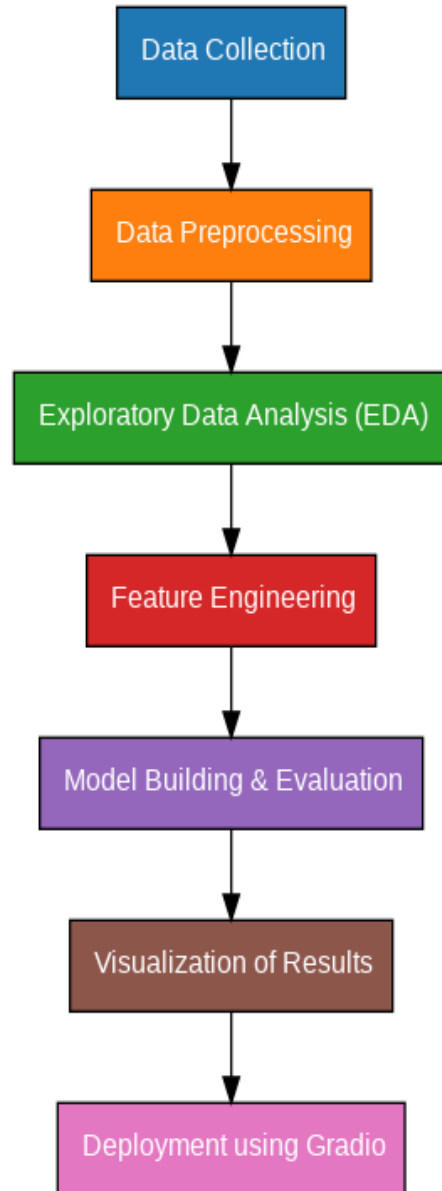 Data Collection
Data Preprocessing
Exploratory Data Analysis (EDA)
Feature Engineering
Model Building & Evaluation
Visualization of Results
Deployment using Gradio